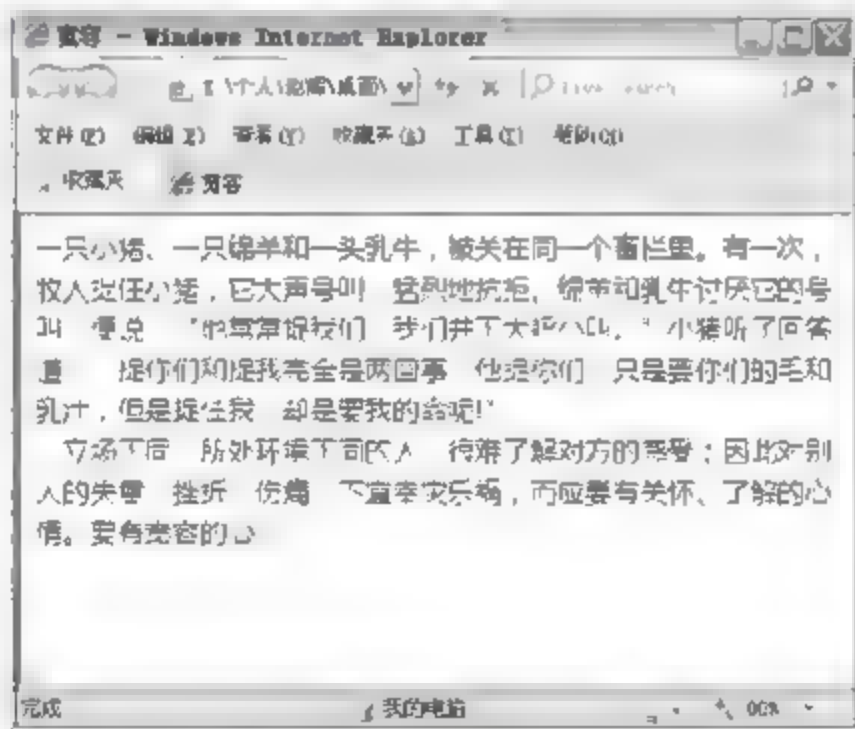 宽容 - Windows Internet Explorer
I:\个人\赵辉\桌面\ Live Search
文件(F) 编辑(E) 查看(V) 收藏夹(A) 工具(T) 帮助(H)
收藏夹 宽容
一只小猪、一只绵羊和一头乳牛，被关在同一个畜栏里。有一次，
牧人捉住小猪，它大声号叫，猛烈地抗拒。绵羊和乳牛讨厌它的号
叫，便说："他常常捉我们，我们并不大呼小叫。"小猪听了回答
道："捉你们和捉我完全是两回事，他捉你们，只是要你们的毛和
乳汁，但是捉住我，却是要我的命呢!"
立场不同、所处环境不同的人，很难了解对方的感受；因此对别
人的失意、挫折、伤痛，不宜幸灾乐祸，而应要有关怀、了解的心
情。要有宽容的心
完成 我的电脑 100%